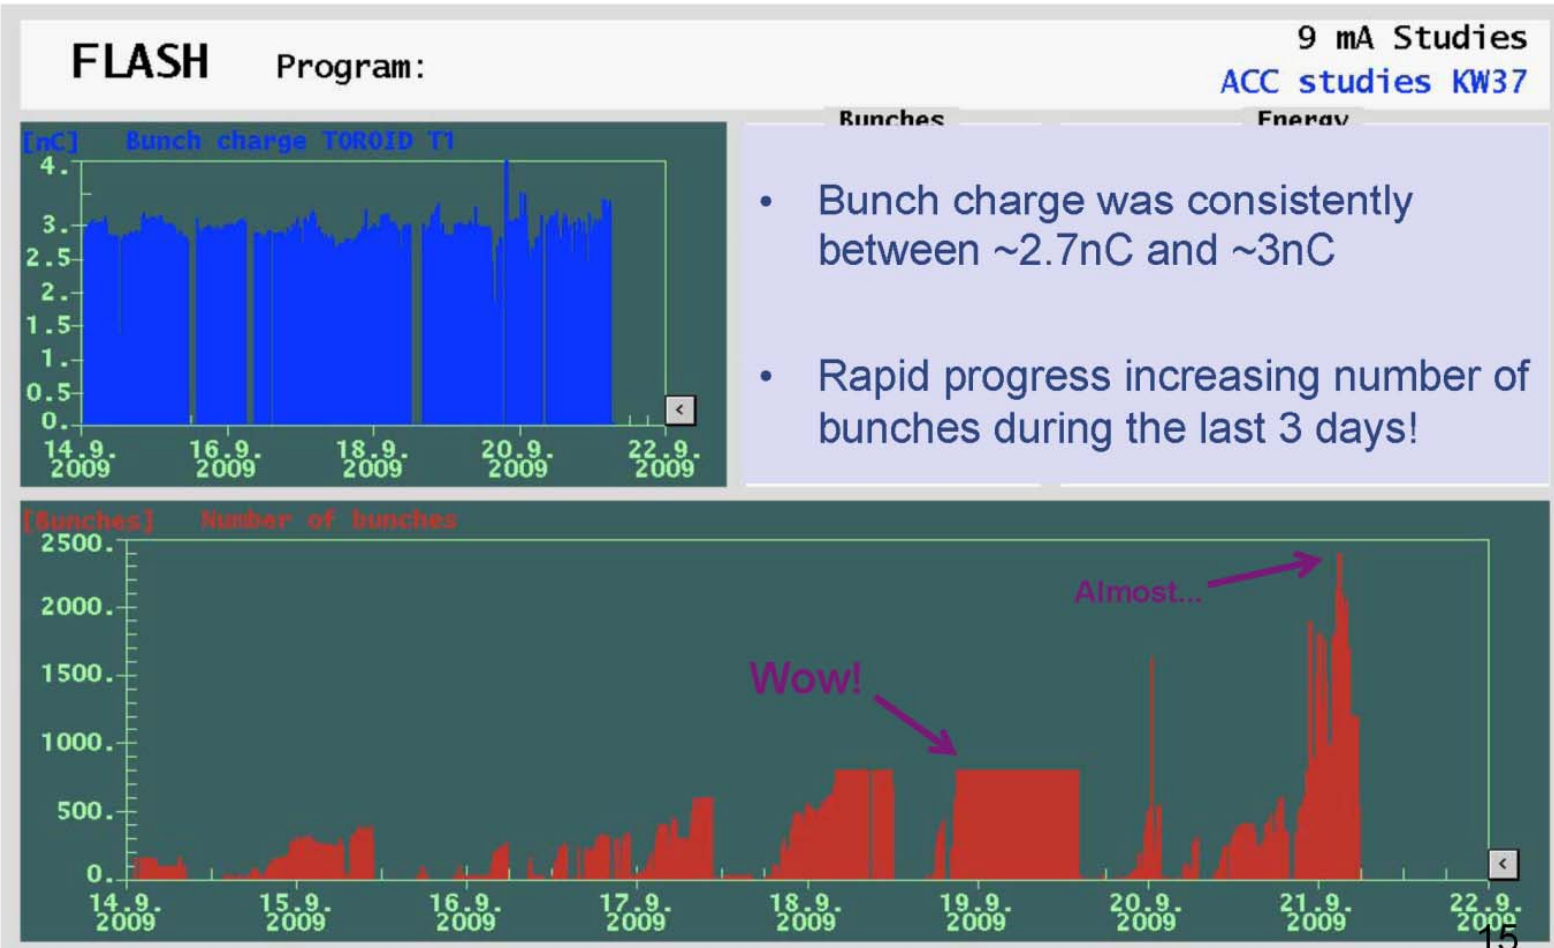 FLASH Program:
9 mA Studies
ACC studies KW37
[nC] Bunch charge TOROID T1
4.
3.
2.5
2.
1.5
1.
0.5
0.
14.9. 16.9. 18.9. 20.9. 22.9.
2009 2009 2009 2009 2009
<
Bunches Energy
• Bunch charge was consistently
between ~2.7nC and ~3nC
• Rapid progress increasing number of
bunches during the last 3 days!
[Bunches] Number of bunches
2500.
2000.
1500.
1000.
500.
0.
Almost...
Wow!
<
14.9. 15.9. 16.9. 17.9. 18.9. 19.9. 20.9. 21.9. 22.9.
2009 2009 2009 2009 2009 2009 2009 2009 2009
15